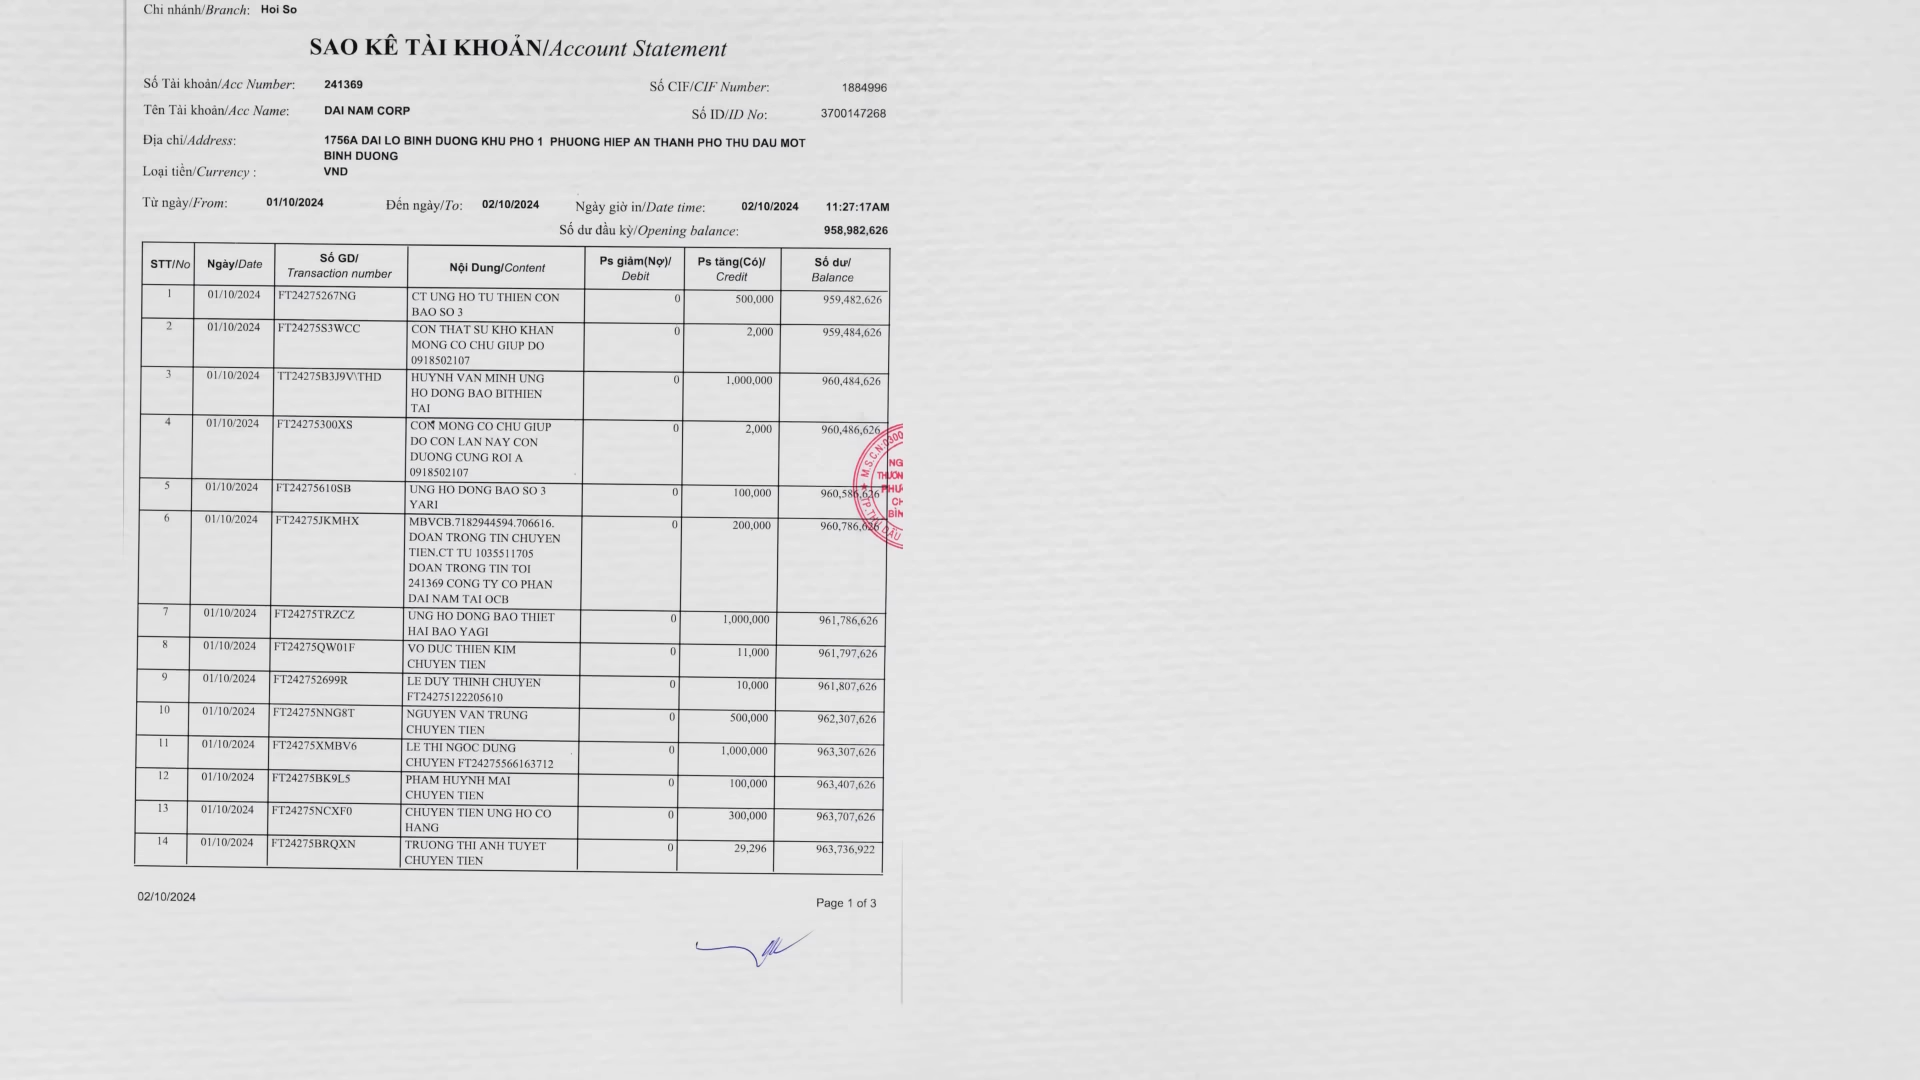 Chi nhánh/Branch: Hoi So
SAO KÊ TÀI KHOẢN/Account Statement
Số Tài khoản/Acc Number: 241369 Số CIF/CIF Number: 1884996
Tên Tài khoản/Acc Name: DAI NAM CORP Số ID/ID No: 3700147268
Địa chỉ/Address: 1756A DAI LO BINH DUONG KHU PHO 1 PHUONG HIEP AN THANH PHO THU DAU MOT
BINH DUONG
Loại tiền/Currency : VND
Từ ngày/From: 01/10/2024 Đến ngày/To: 02/10/2024 Ngày giờ in/Date time: 02/10/2024 11:27:17AM
Số dư đầu kỳ/Opening balance: 958,982,626
STT/No Ngày/Date Số GD/ Nội Dung/Content Ps giảm(Nợ)/ Ps tăng(Có)/ Số dư/
Transaction number Debit Credit Balance
1 01/10/2024 FT24275267NG CT UNG HO TU THIEN CON 0 500,000 959,482,626
BAO SO 3
2 01/10/2024 FT24275S3WCC CON THAT SU KHO KHAN 0 2,000 959,484,626
MONG CO CHU GIUP DO
0918502107
3 01/10/2024 TT24275B3J9V\THD HUYNH VAN MINH UNG 0 1,000,000 960,484,626
HO DONG BAO BITHIEN
TAI
4 01/10/2024 FT24275300XS CON MONG CO CHU GIUP 0 2,000 960,486,626
DO CON LAN NAY CON
DUONG CUNG ROI A
0918502107
5 01/10/2024 FT24275610SB UNG HO DONG BAO SO 3 0 100,000 960,586,626
YARI
6 01/10/2024 FT24275JKMHX MBVCB.7182944594.706616. 0 200,000 960,786,626
DOAN TRONG TIN CHUYEN
TIEN.CT TU 1035511705
DOAN TRONG TIN TOI
241369 CONG TY CO PHAN
DAI NAM TAI OCB
7 01/10/2024 FT24275TRZCZ UNG HO DONG BAO THIET 0 1,000,000 961,786,626
HAI BAO YAGI
8 01/10/2024 FT24275QW01F VO DUC THIEN KIM 0 11,000 961,797,626
CHUYEN TIEN
9 01/10/2024 FT242752699R LE DUY THINH CHUYEN 0 10,000 961,807,626
FT24275122205610
10 01/10/2024 FT24275NNG8T NGUYEN VAN TRUNG 0 500,000 962,307,626
CHUYEN TIEN
11 01/10/2024 FT24275XMBV6 LE THI NGOC DUNG 0 1,000,000 963,307,626
CHUYEN FT24275566163712
12 01/10/2024 FT24275BK9L5 PHAM HUYNH MAI 0 100,000 963,407,626
CHUYEN TIEN
13 01/10/2024 FT24275NCXF0 CHUYEN TIEN UNG HO CO 0 300,000 963,707,626
HANG
14 01/10/2024 FT24275BRQXN TRUONG THI ANH TUYET 0 29,296 963,736,922
CHUYEN TIEN
M.S.C.N:0300
NG
THƯƠN
PHƯ
CH
BÌN
TP.THỦ DẦU
02/10/2024 Page 1 of 3